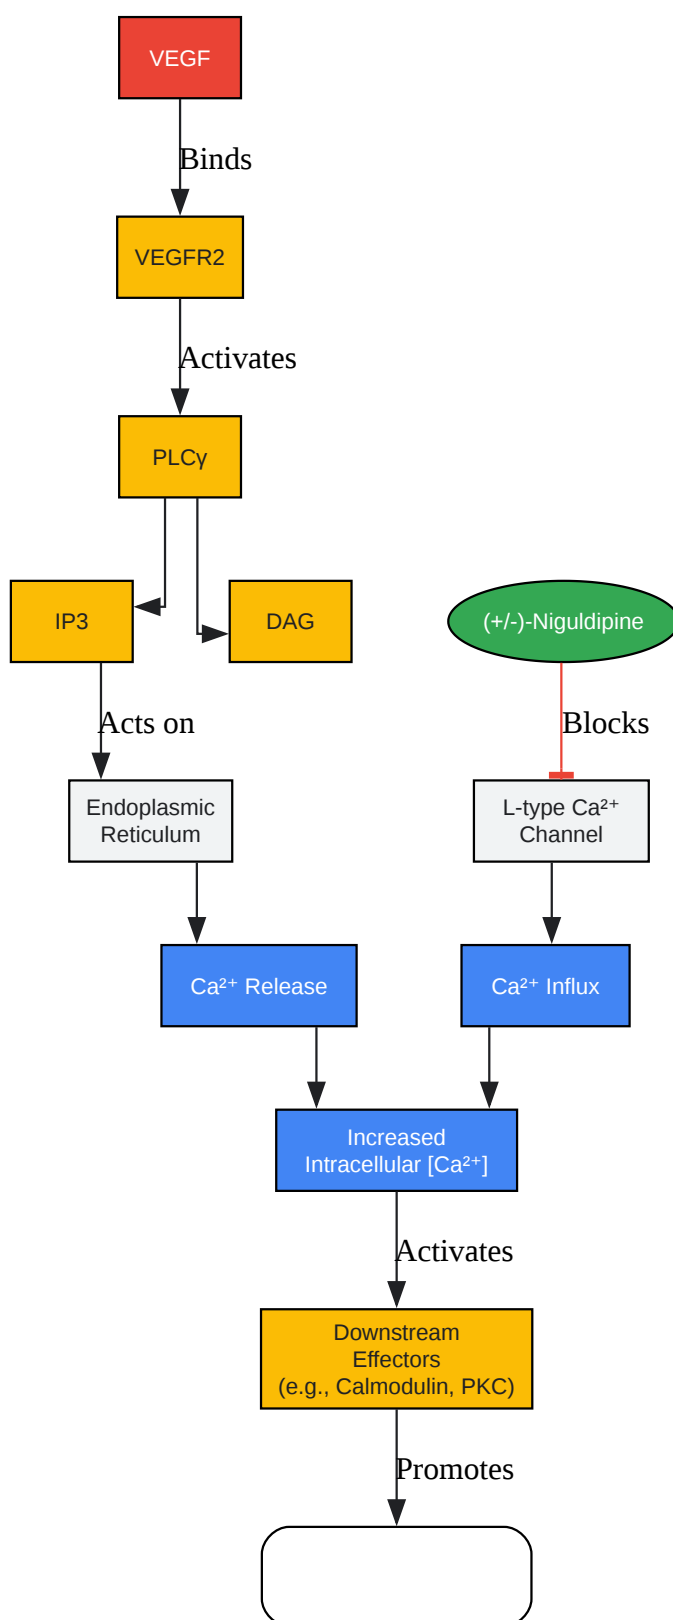 VEGF
Binds
VEGFR2
Activates
PLCγ
IP3
DAG
(+/-)-Niguldipine
Acts on
Blocks
Endoplasmic
Reticulum
L-type Ca²⁺
Channel
Ca²⁺ Release
Ca²⁺ Influx
Increased
Intracellular [Ca²⁺]
Activates
Downstream
Effectors
(e.g., Calmodulin, PKC)
Promotes